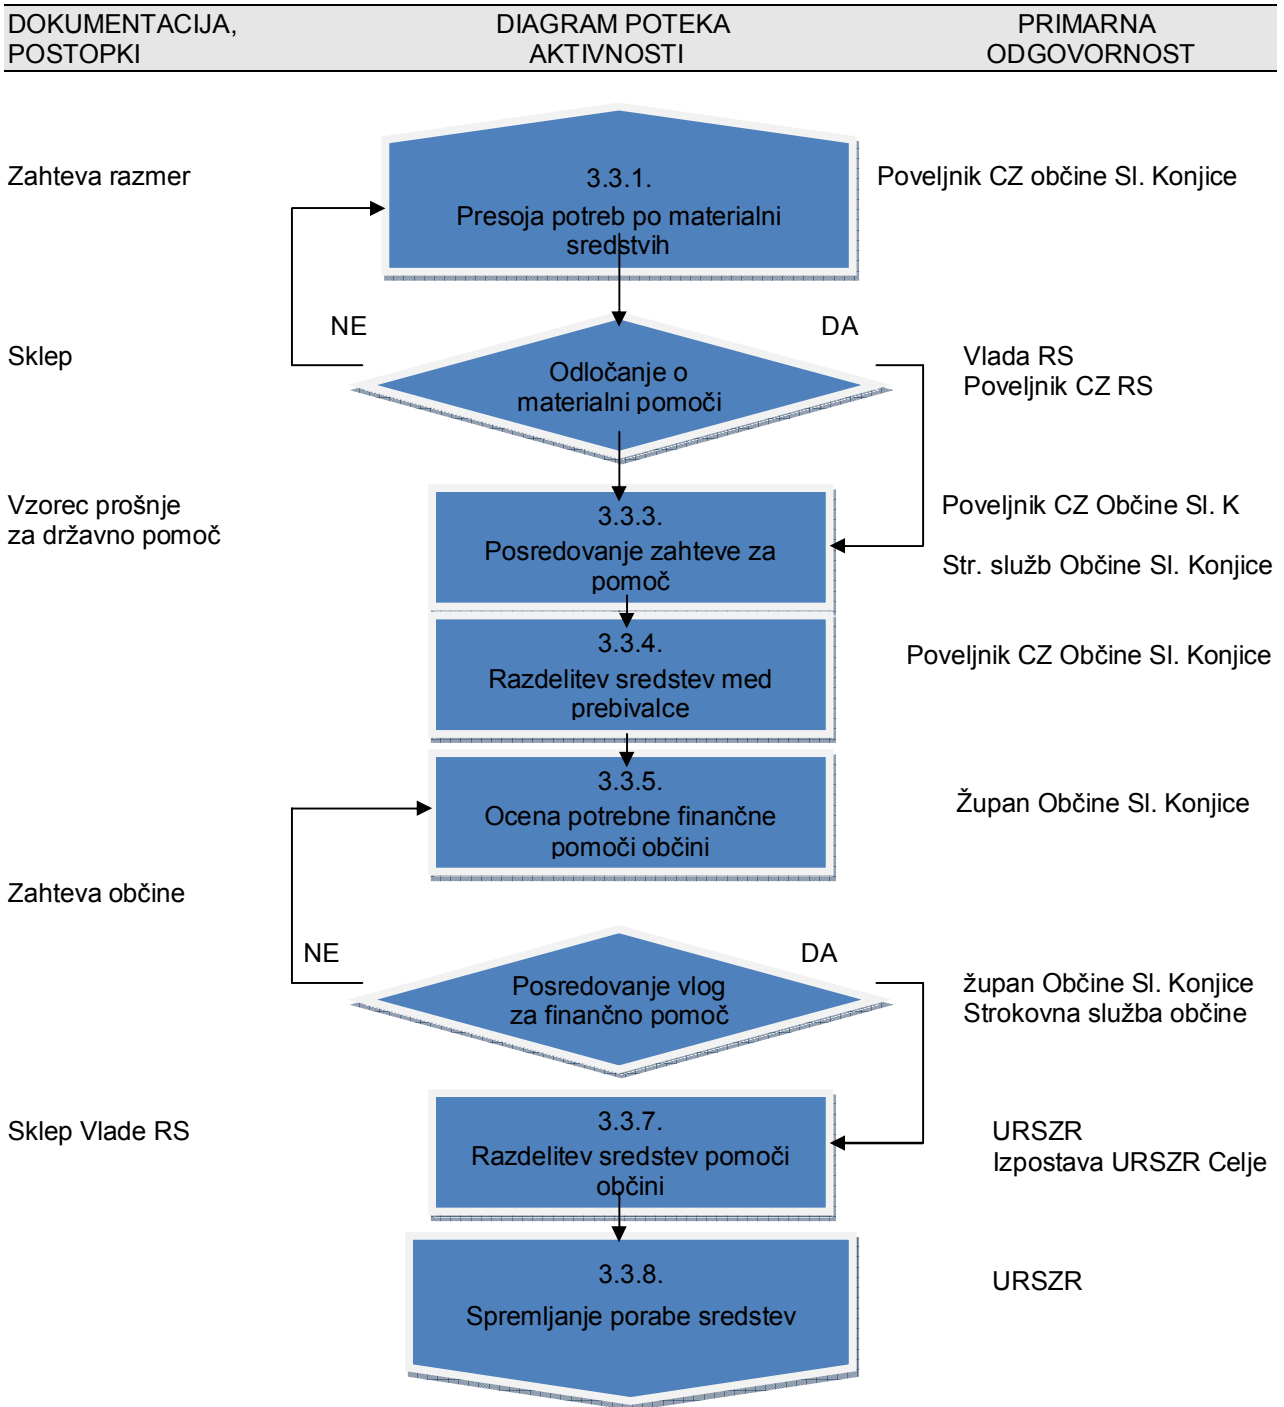 DOKUMENTACIJA,
POSTOPKI
DIAGRAM POTEKA
AKTIVNOSTI
PRIMARNA
ODGOVORNOST
Zahteva razmer
3.3.1.
Presoja potreb po materialni
sredstvih
Poveljnik CZ občine Sl. Konjice
NE
DA
Sklep
Odločanje o
materialni pomoči
Vlada RS
Poveljnik CZ RS
Vzorec prošnje
za državno pomoč
3.3.3.
Posredovanje zahteve za
pomoč
Poveljnik CZ Občine Sl. K
Str. služb Občine Sl. Konjice
3.3.4.
Razdelitev sredstev med
prebivalce
Poveljnik CZ Občine Sl. Konjice
3.3.5.
Ocena potrebne finančne
pomoči občini
Župan Občine Sl. Konjice
Zahteva občine
NE
DA
Posredovanje vlog
za finančno pomoč
župan Občine Sl. Konjice
Strokovna služba občine
Sklep Vlade RS
3.3.7.
Razdelitev sredstev pomoči
občini
URSZR
Izpostava URSZR Celje
3.3.8.
Spremljanje porabe sredstev
URSZR